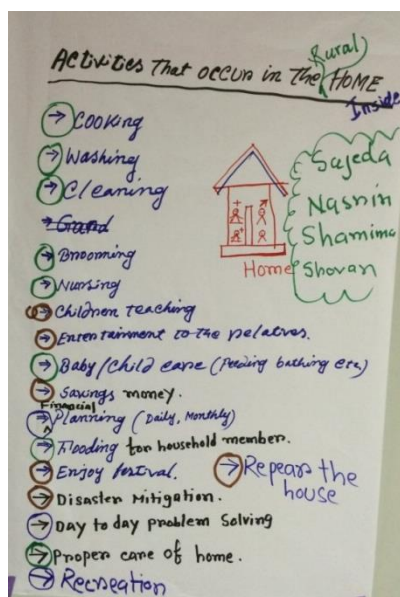 Rural)
Activities That occur in The HOME
Inside
→ Cooking
→ Washing
→ Cleaning
→ Brooming
→ Nursing
→ Children teaching
→ Entertainment to the relatives.
→ Baby/child care (Feeding bathing etc)
→ Savings money.
Financial
→ Planning (Daily, Monthly)
→ Flooding for household member.
→ Enjoy festival.
→ Repears the
house
→ Disaster Mitigation.
→ Day to day problem Solving
→ Proper care of home.
→ Recreation
Home
Sajeda
Nasrin
Shamima
Shovan